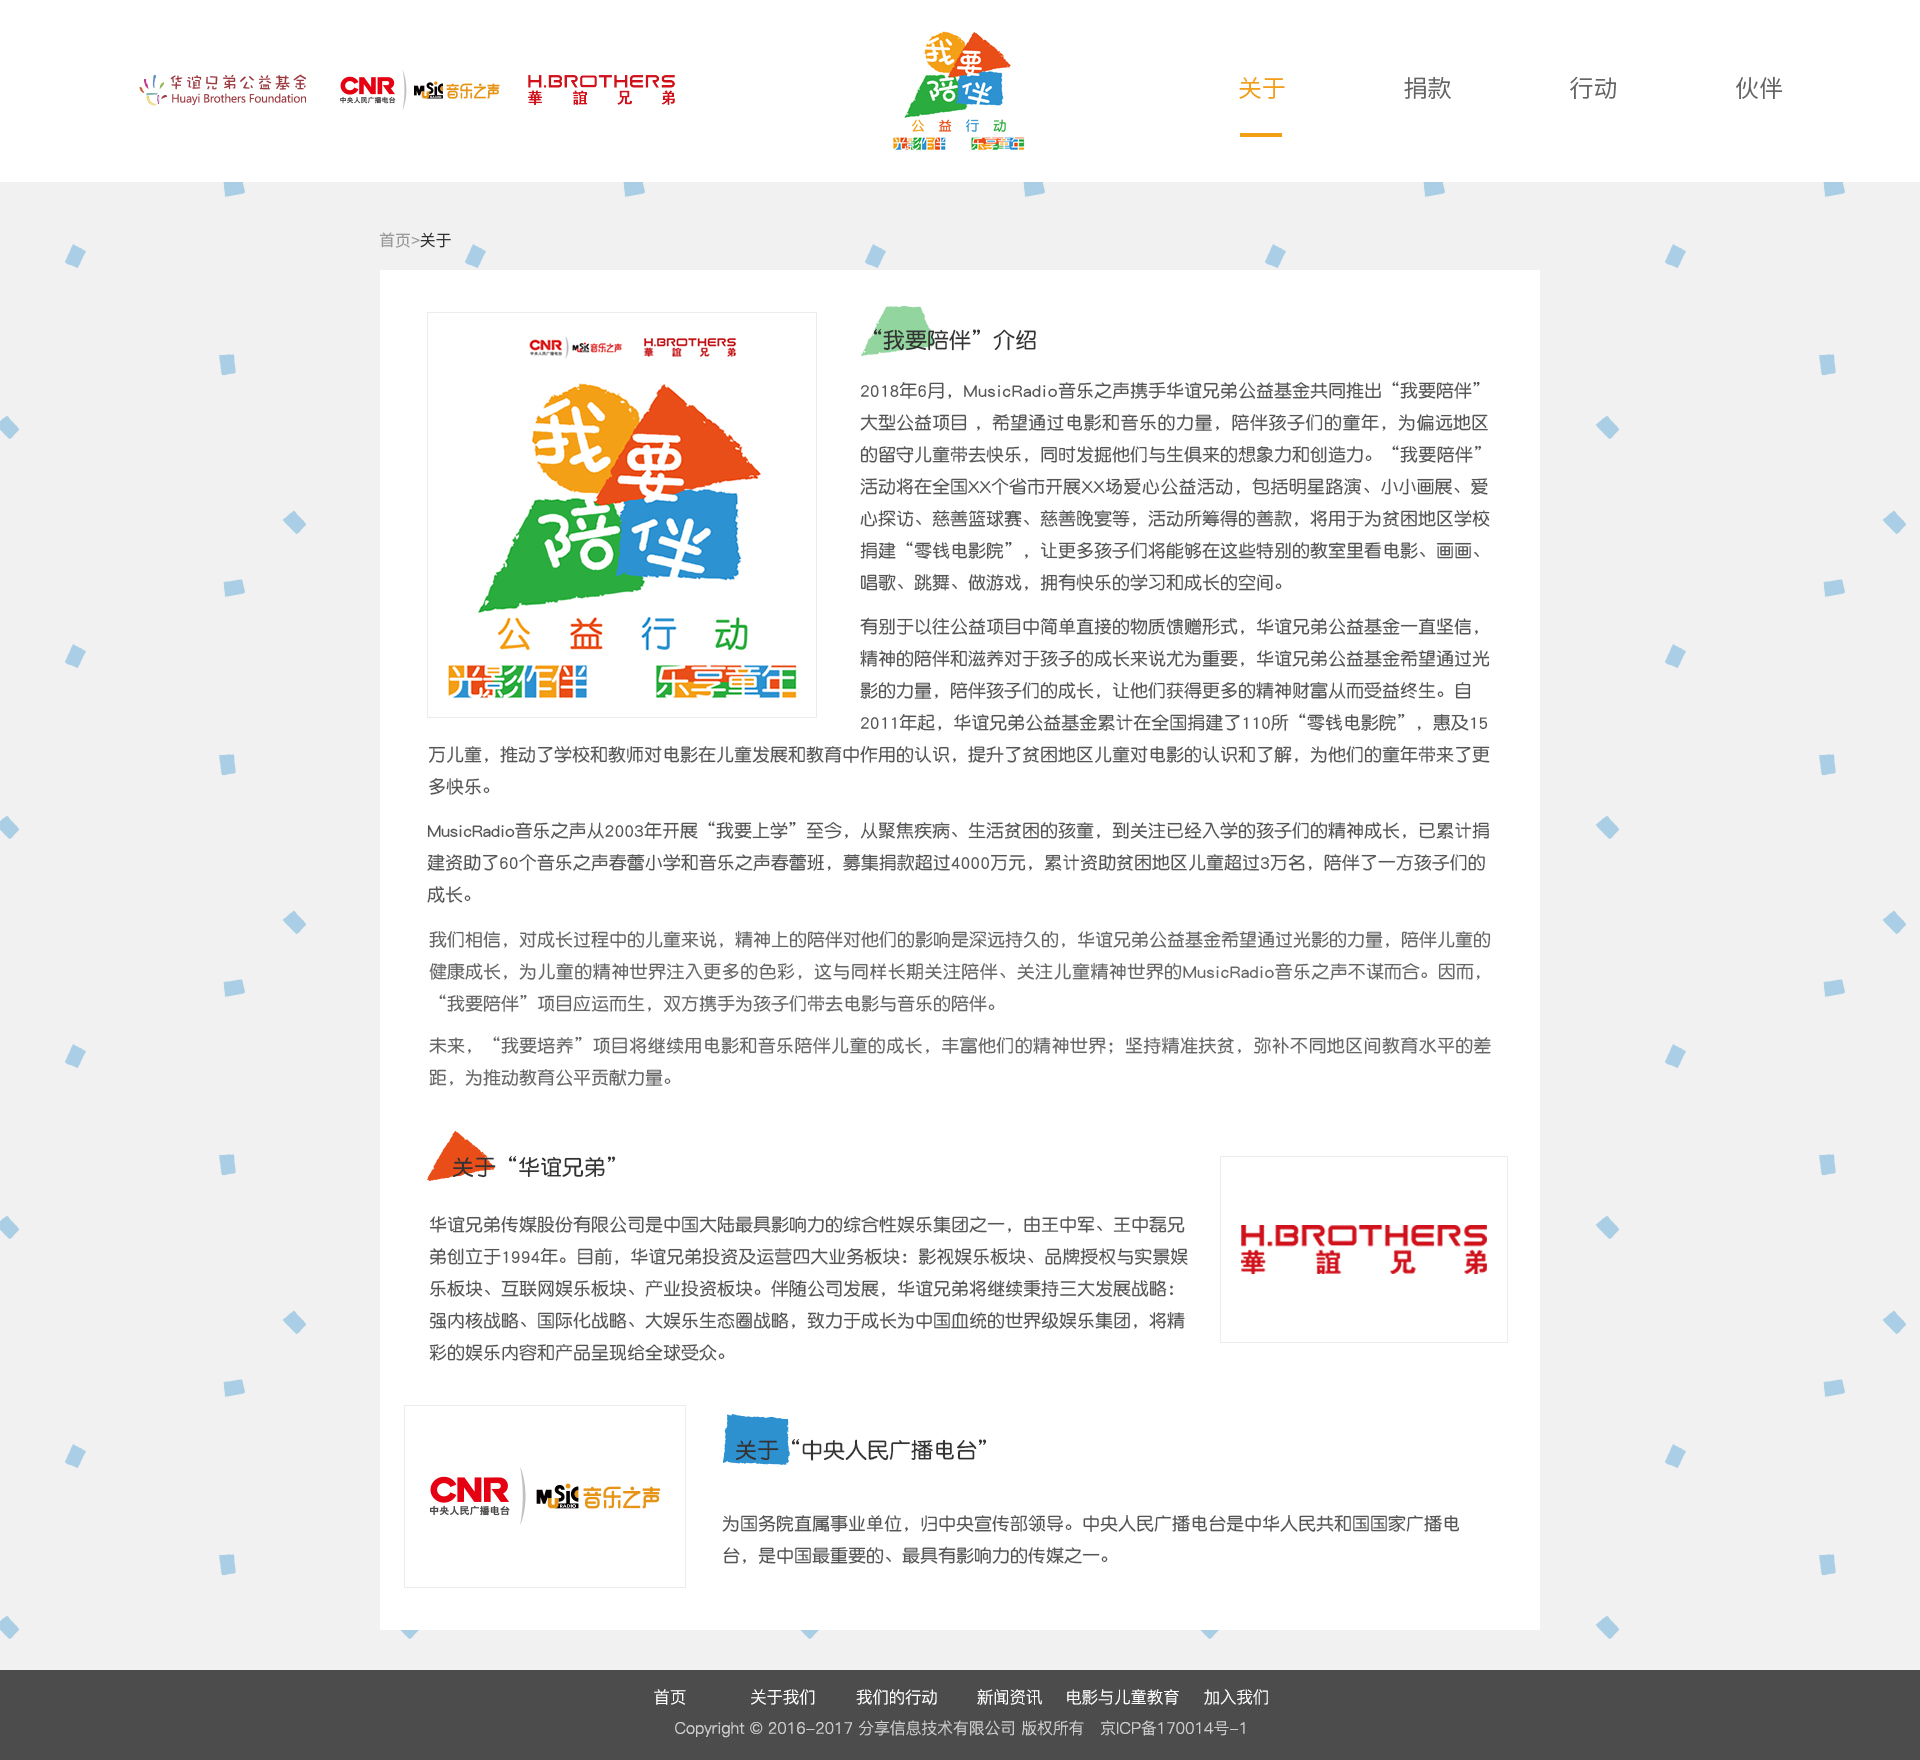 华谊兄弟公益基金
Huayi Brothers Foundation
CNR
中央人民广播电台
MUSIC
音乐之声
H.BROTHERS
華誼兄弟
我要陪伴
公益行动
光影作伴 乐享童年
关于 捐款 行动 伙伴
首页>关于
CNR
中央人民广播电台
MUSIC
音乐之声
H.BROTHERS
華誼兄弟
我要
陪伴
公益行动
光影作伴 乐享童年
“我要陪伴”介绍
2018年6月，MusicRadio音乐之声携手华谊兄弟公益基金共同推出“我要陪伴”
大型公益项目 ，希望通过电影和音乐的力量，陪伴孩子们的童年，为偏远地区
的留守儿童带去快乐，同时发掘他们与生俱来的想象力和创造力。“我要陪伴”
活动将在全国XX个省市开展XX场爱心公益活动，包括明星路演、小小画展、爱
心探访、慈善篮球赛、慈善晚宴等，活动所筹得的善款，将用于为贫困地区学校
捐建“零钱电影院”，让更多孩子们将能够在这些特别的教室里看电影、画画、
唱歌、跳舞、做游戏，拥有快乐的学习和成长的空间。
有别于以往公益项目中简单直接的物质馈赠形式，华谊兄弟公益基金一直坚信，
精神的陪伴和滋养对于孩子的成长来说尤为重要，华谊兄弟公益基金希望通过光
影的力量，陪伴孩子们的成长，让他们获得更多的精神财富从而受益终生。自
2011年起，华谊兄弟公益基金累计在全国捐建了110所“零钱电影院”，惠及15
万儿童，推动了学校和教师对电影在儿童发展和教育中作用的认识，提升了贫困地区儿童对电影的认识和了解，为他们的童年带来了更
多快乐。
MusicRadio音乐之声从2003年开展“我要上学”至今，从聚焦疾病、生活贫困的孩童，到关注已经入学的孩子们的精神成长，已累计捐
建资助了60个音乐之声春蕾小学和音乐之声春蕾班，募集捐款超过4000万元，累计资助贫困地区儿童超过3万名，陪伴了一方孩子们的
成长。
我们相信，对成长过程中的儿童来说，精神上的陪伴对他们的影响是深远持久的，华谊兄弟公益基金希望通过光影的力量，陪伴儿童的
健康成长，为儿童的精神世界注入更多的色彩，这与同样长期关注陪伴、关注儿童精神世界的MusicRadio音乐之声不谋而合。因而，
“我要陪伴”项目应运而生，双方携手为孩子们带去电影与音乐的陪伴。
未来，“我要培养”项目将继续用电影和音乐陪伴儿童的成长，丰富他们的精神世界；坚持精准扶贫，弥补不同地区间教育水平的差
距，为推动教育公平贡献力量。
关于“华谊兄弟”
华谊兄弟传媒股份有限公司是中国大陆最具影响力的综合性娱乐集团之一，由王中军、王中磊兄
弟创立于1994年。目前，华谊兄弟投资及运营四大业务板块：影视娱乐板块、品牌授权与实景娱
乐板块、互联网娱乐板块、产业投资板块。伴随公司发展，华谊兄弟将继续秉持三大发展战略：
强内核战略、国际化战略、大娱乐生态圈战略，致力于成长为中国血统的世界级娱乐集团，将精
彩的娱乐内容和产品呈现给全球受众。
H.BROTHERS
華誼兄弟
CNR
中央人民广播电台
MUSIC
RADIO
音乐之声
关于“中央人民广播电台”
为国务院直属事业单位，归中央宣传部领导。中央人民广播电台是中华人民共和国国家广播电
台，是中国最重要的、最具有影响力的传媒之一。
首页 关于我们 我们的行动 新闻资讯 电影与儿童教育 加入我们
Copyright © 2016-2017 分享信息技术有限公司 版权所有 京ICP备170014号-1